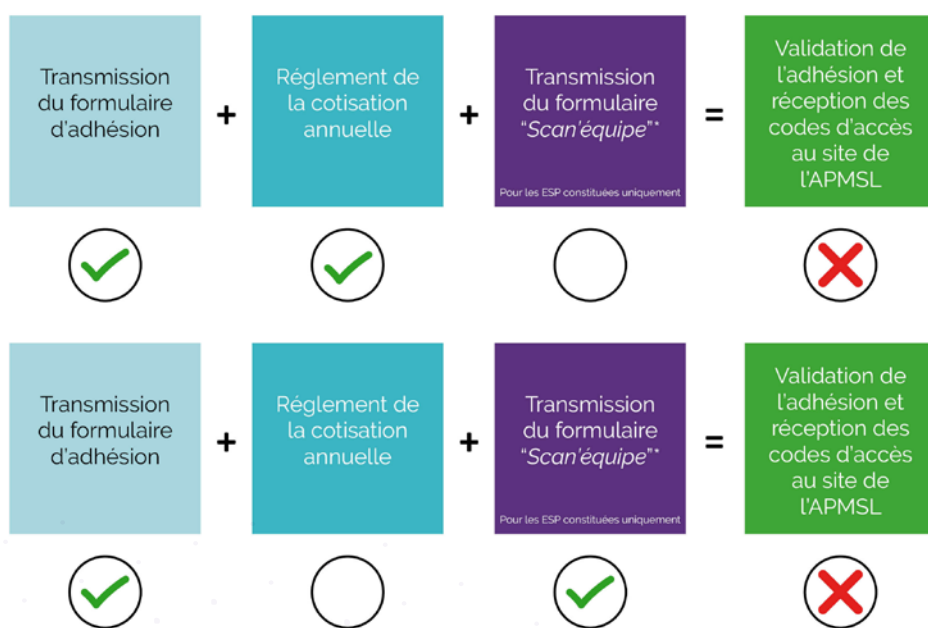 Transmission
du formulaire
d'adhésion
+
Réglement de
la cotisation
annuelle
+
Transmission
du formulaire
"Scan'équipe"*
Pour les ESP constituées uniquement
=
Validation de
l'adhésion et
réception des
codes d'accès
au site de
l'APMSL
Transmission
du formulaire
d'adhésion
+
Réglement de
la cotisation
annuelle
+
Transmission
du formulaire
"Scan'équipe"*
Pour les ESP constituées uniquement
=
Validation de
l'adhésion et
réception des
codes d'accès
au site de
l'APMSL